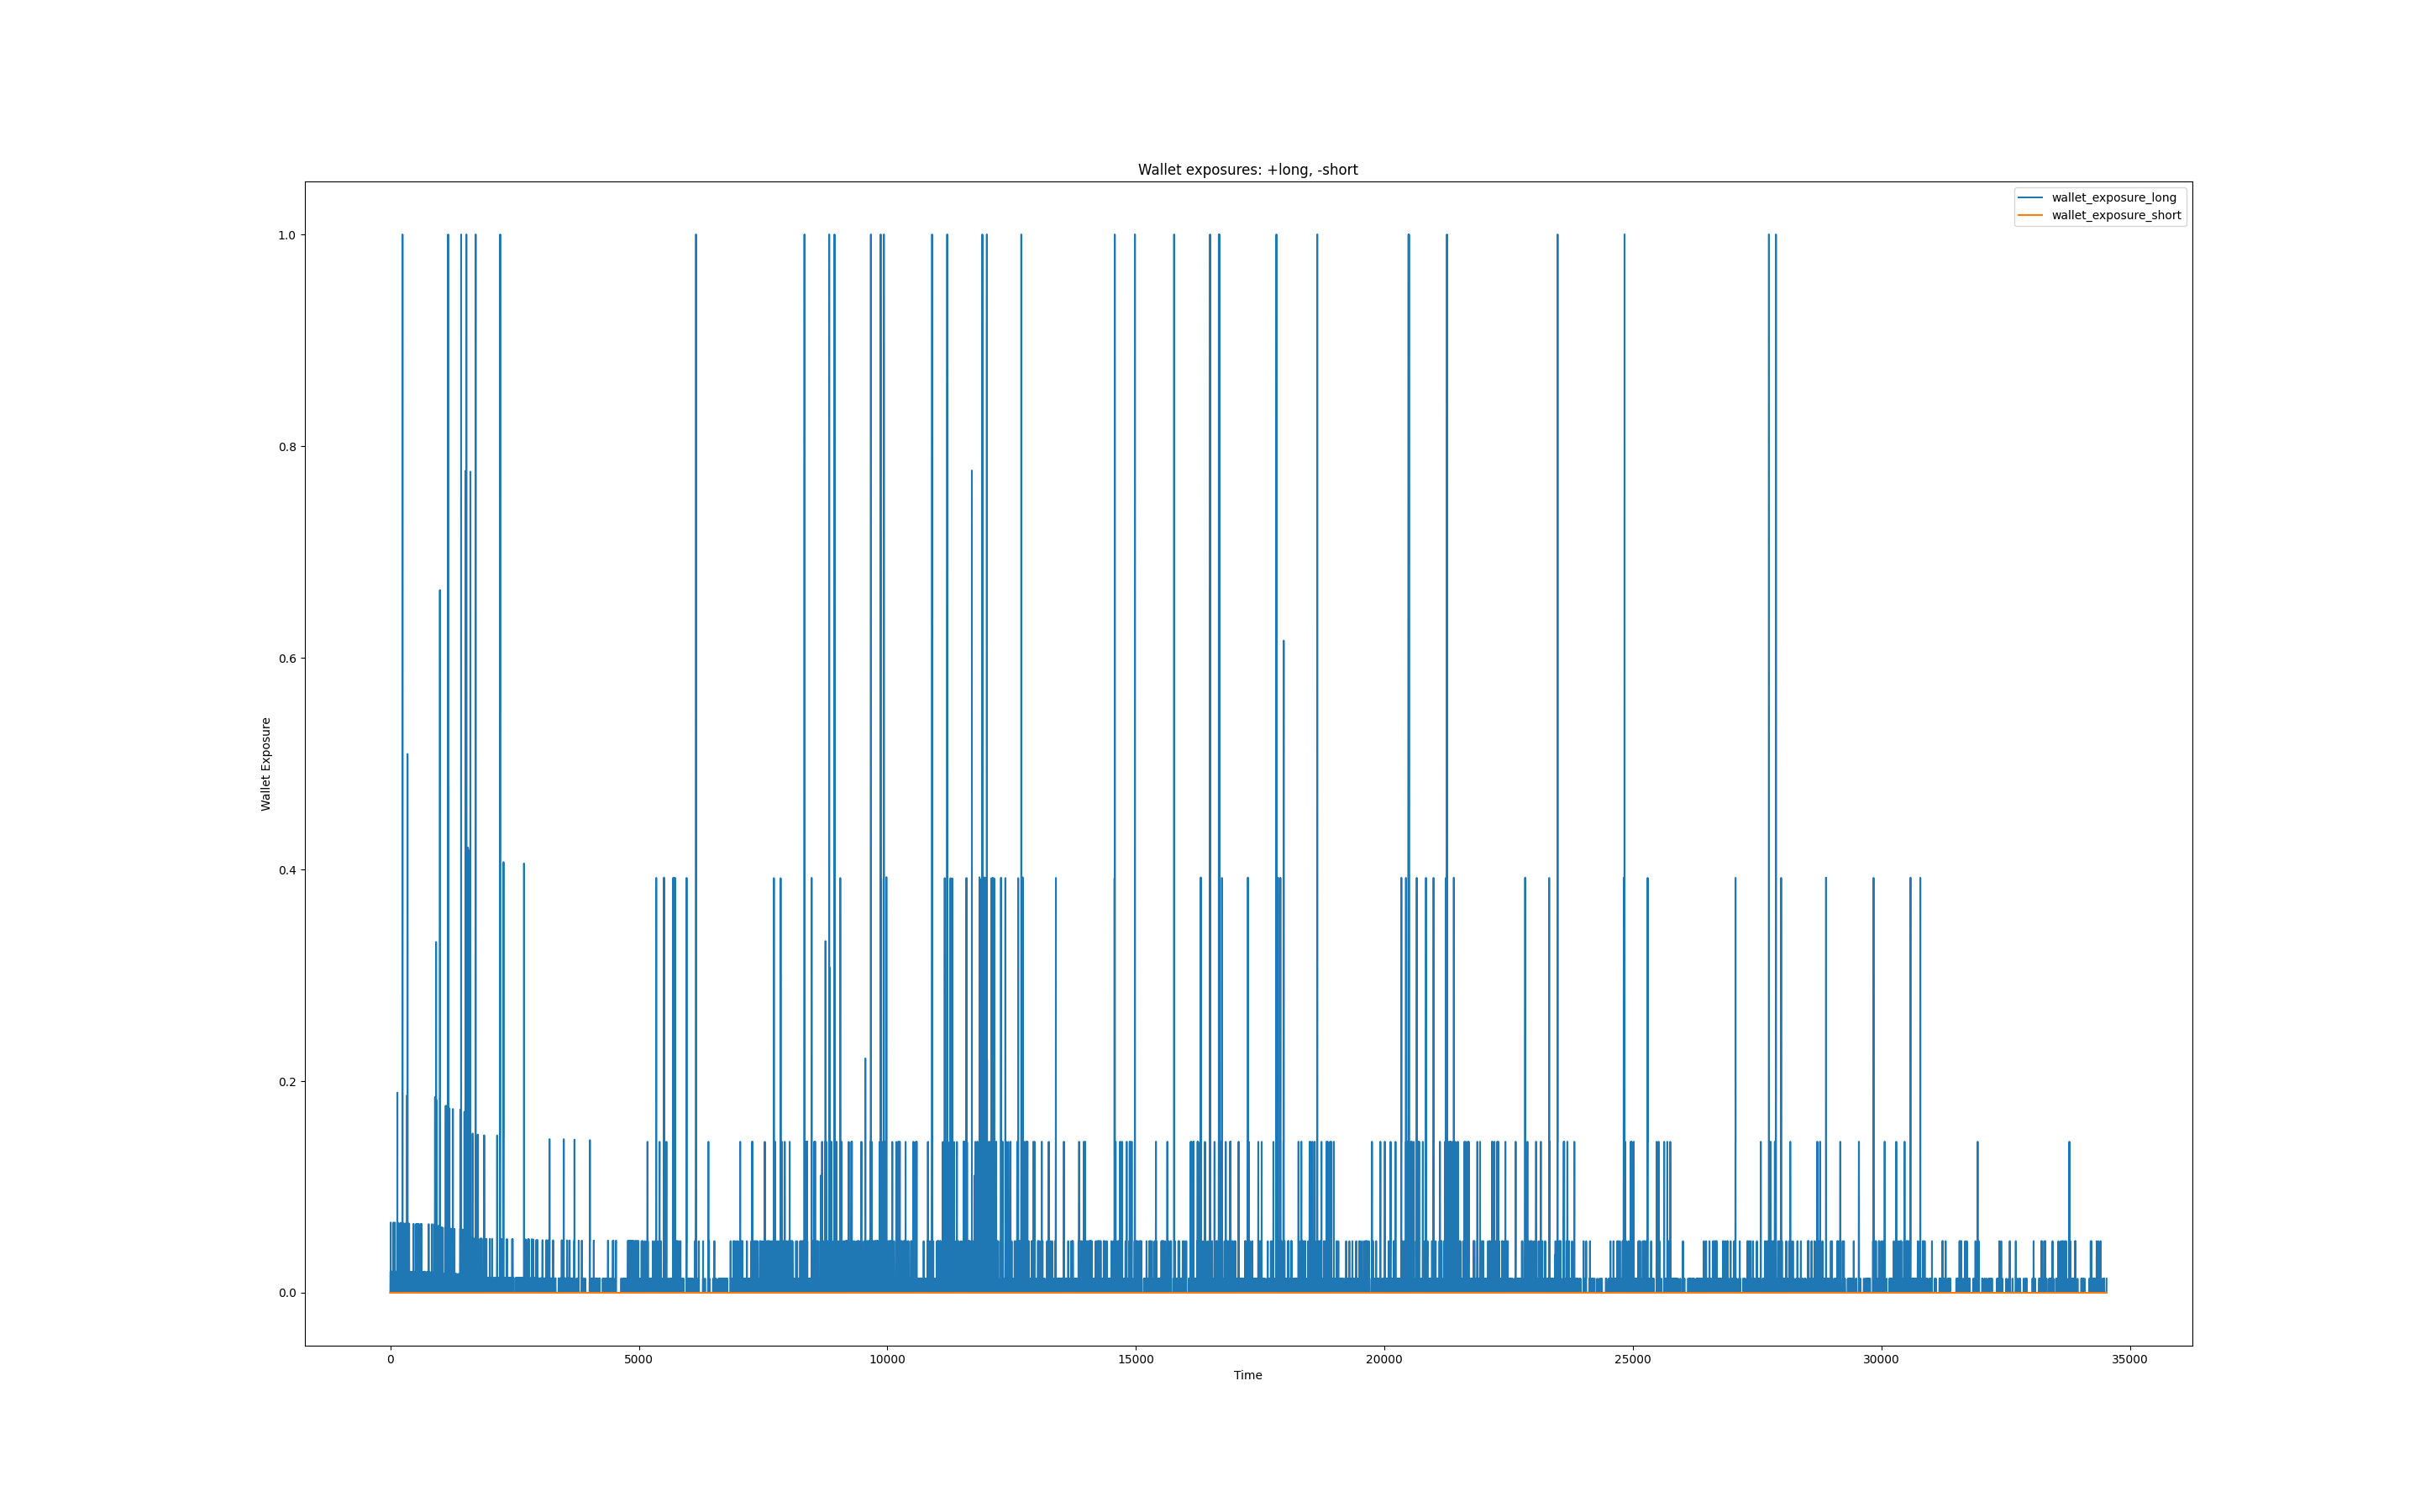 Wallet exposures: +long, -short
wallet_exposure_long
wallet_exposure_short
1.0
0.8
0.6
0.4
0.2
0.0
Wallet Exposure
0 5000 10000 15000 20000 25000 30000 35000
Time